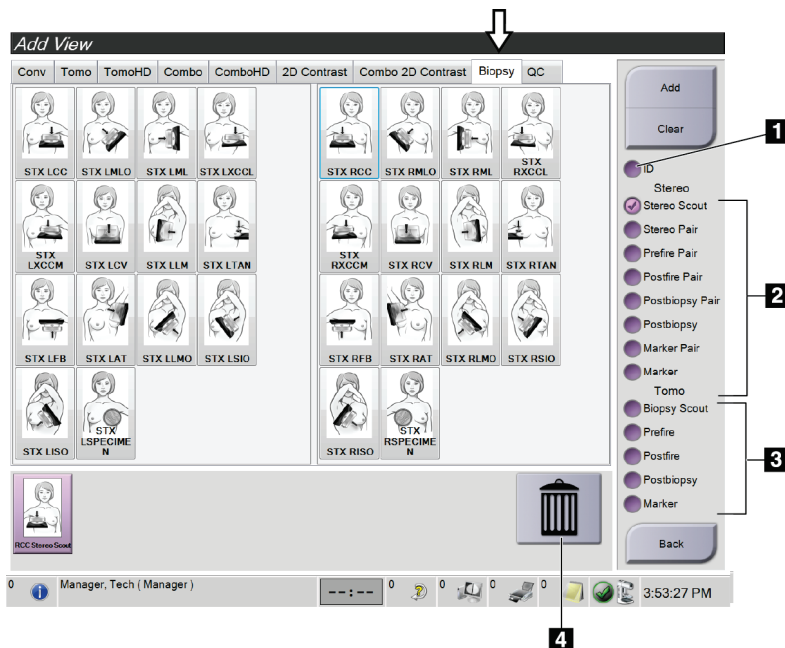 Add View
Conv Tomo TomoHD Combo ComboHD 2D Contrast Combo 2D Contrast Biopsy QC
STX LCC STX LMLO STX LML STX LXCCL
STX RCC STX RMLO STX RML STX
RXCCL
STX
LXCCM STX LCV STX LLM STX LTAN
STX
RXCCM STX RCV STX RLM STX RTAN
STX LFB STX LAT STX LLMO STX LSIO
STX RFB STX RAT STX RLMO STX RSIO
STX LISO STX
LSPECIME
N
STX RISO STX
RSPECIME
N
RCC Stereo Scout
Add
Clear
ID
Stereo
Stereo Scout
Stereo Pair
Prefire Pair
Postfire Pair
Postbiopsy Pair
Postbiopsy
Marker Pair
Marker
Tomo
Biopsy Scout
Prefire
Postfire
Postbiopsy
Marker
Back
1
2
3
0 Manager, Tech ( Manager ) --:-- 0 0 0 0 3:53:27 PM
4